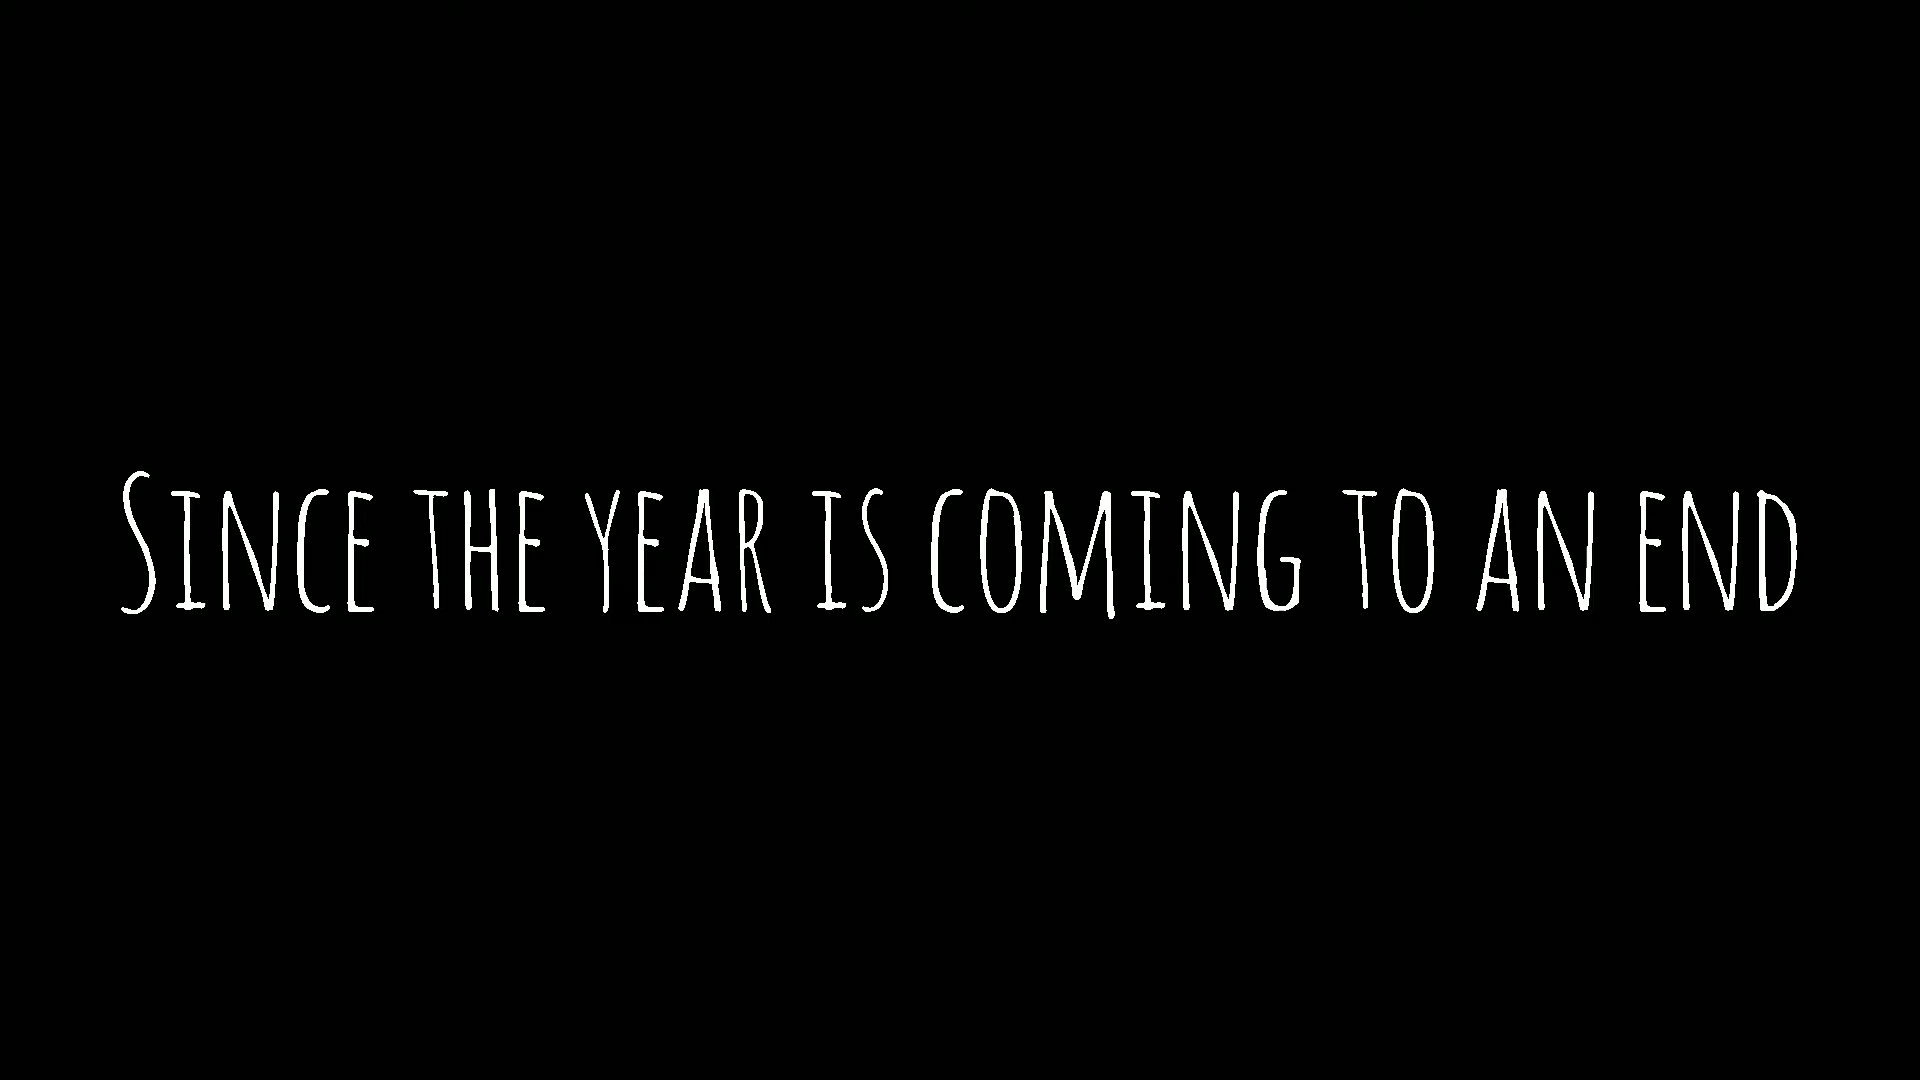 Since the year is coming to an end